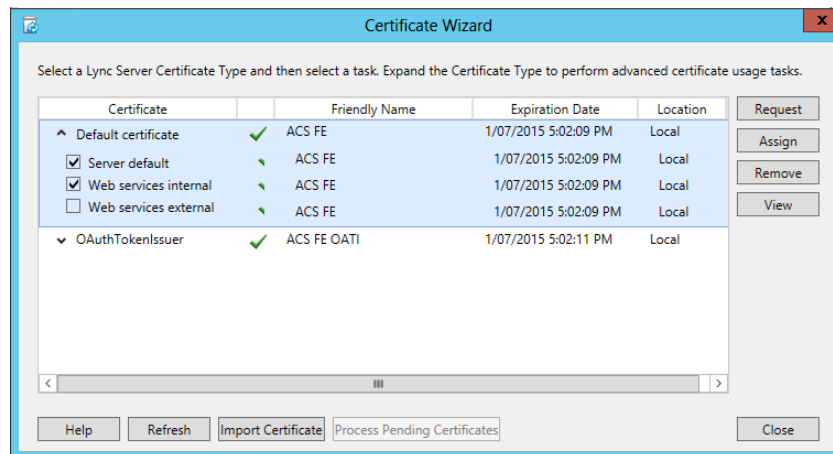 Certificate Wizard
x
Select a Lync Server Certificate Type and then select a task. Expand the Certificate Type to perform advanced certificate usage tasks.
Certificate Friendly Name Expiration Date Location
Default certificate ACS FE 1/07/2015 5:02:09 PM Local
Server default ACS FE 1/07/2015 5:02:09 PM Local
Web services internal ACS FE 1/07/2015 5:02:09 PM Local
Web services external ACS FE 1/07/2015 5:02:09 PM Local
OAuthTokenIssuer ACS FE OATI 1/07/2015 5:02:11 PM Local
Request
Assign
Remove
View
Help Refresh Import Certificate Process Pending Certificates Close